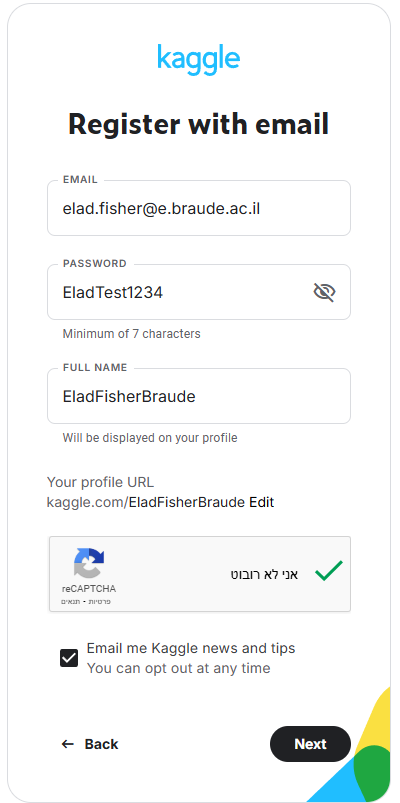 kaggle
Register with email
EMAIL
elad.fisher@e.braude.ac.il
PASSWORD
EladTest1234
Minimum of 7 characters
FULL NAME
EladFisherBraude
Will be displayed on your profile
Your profile URL
kaggle.com/EladFisherBraude Edit
אני לא רובוט
reCAPTCHA
פרטיות - תנאים
Email me Kaggle news and tips
You can opt out at any time
Back
Next